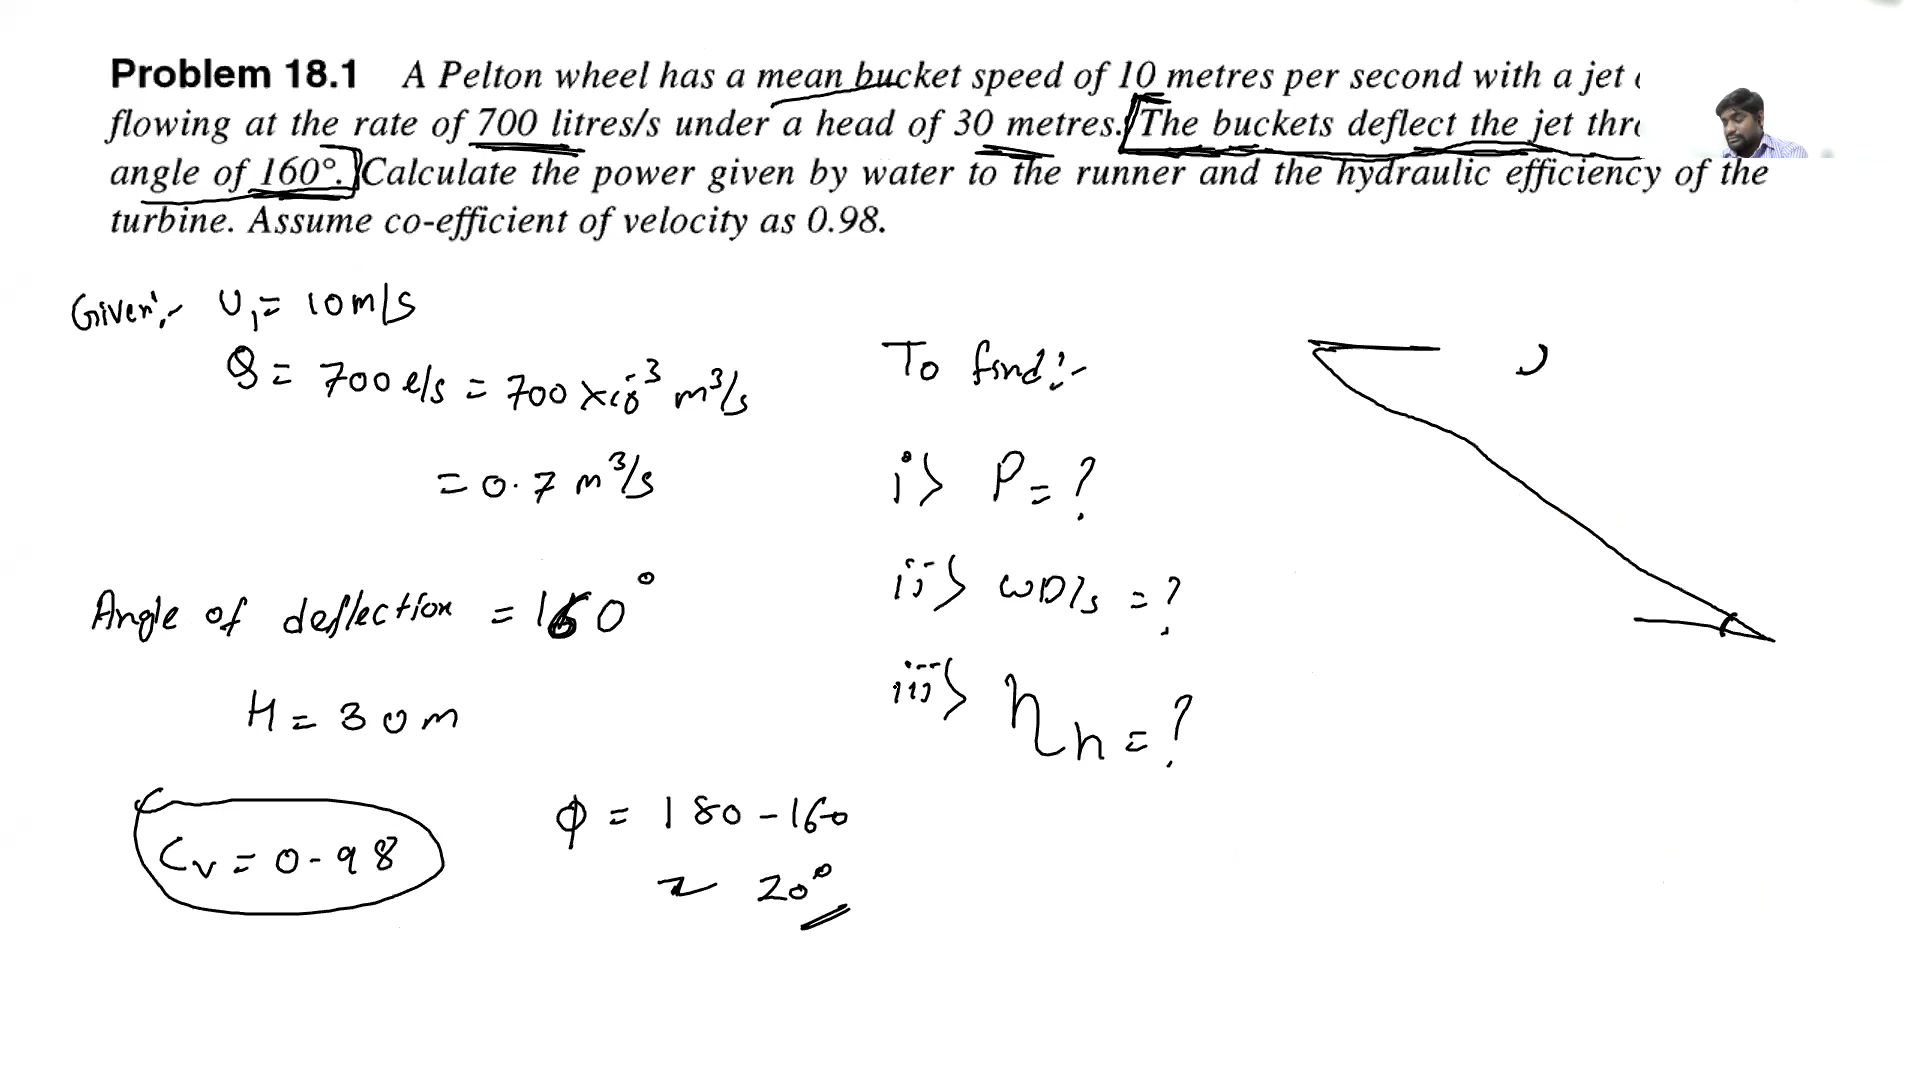 Problem 18.1 A Pelton wheel has a mean bucket speed of 10 metres per second with a jet
flowing at the rate of 700 litres/s under a head of 30 metres. The buckets deflect the jet
angle of 160°. Calculate the power given by water to the runner and the hydraulic efficiency of the
turbine. Assume co-efficient of velocity as 0.98.
Given:- U₁ = 10 m/s
Q = 700 l/s = 700 × 10⁻³ m³/s
= 0.7 m³/s
Angle of deflection = 160°
H = 30 m
Cv = 0.98
φ = 180 - 160
= 20°
To find:-
i> P = ?
ii> WD/s = ?
iii> ηh = ?